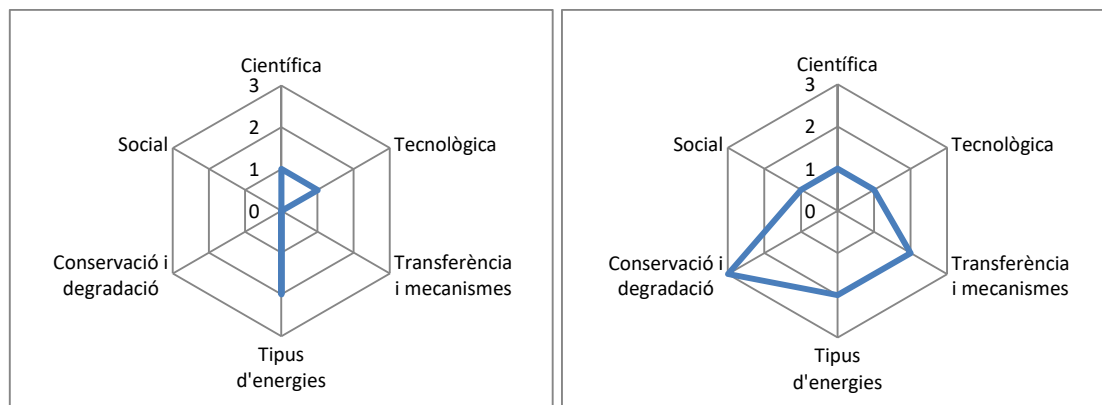 Científica
3
2
1
0
Social
Tecnològica
Conservació i
degradació
Transferència
i mecanismes
Tipus
d'energies
Científica
3
2
1
0
Social
Tecnològica
Conservació i
degradació
Transferència
i mecanismes
Tipus
d'energies